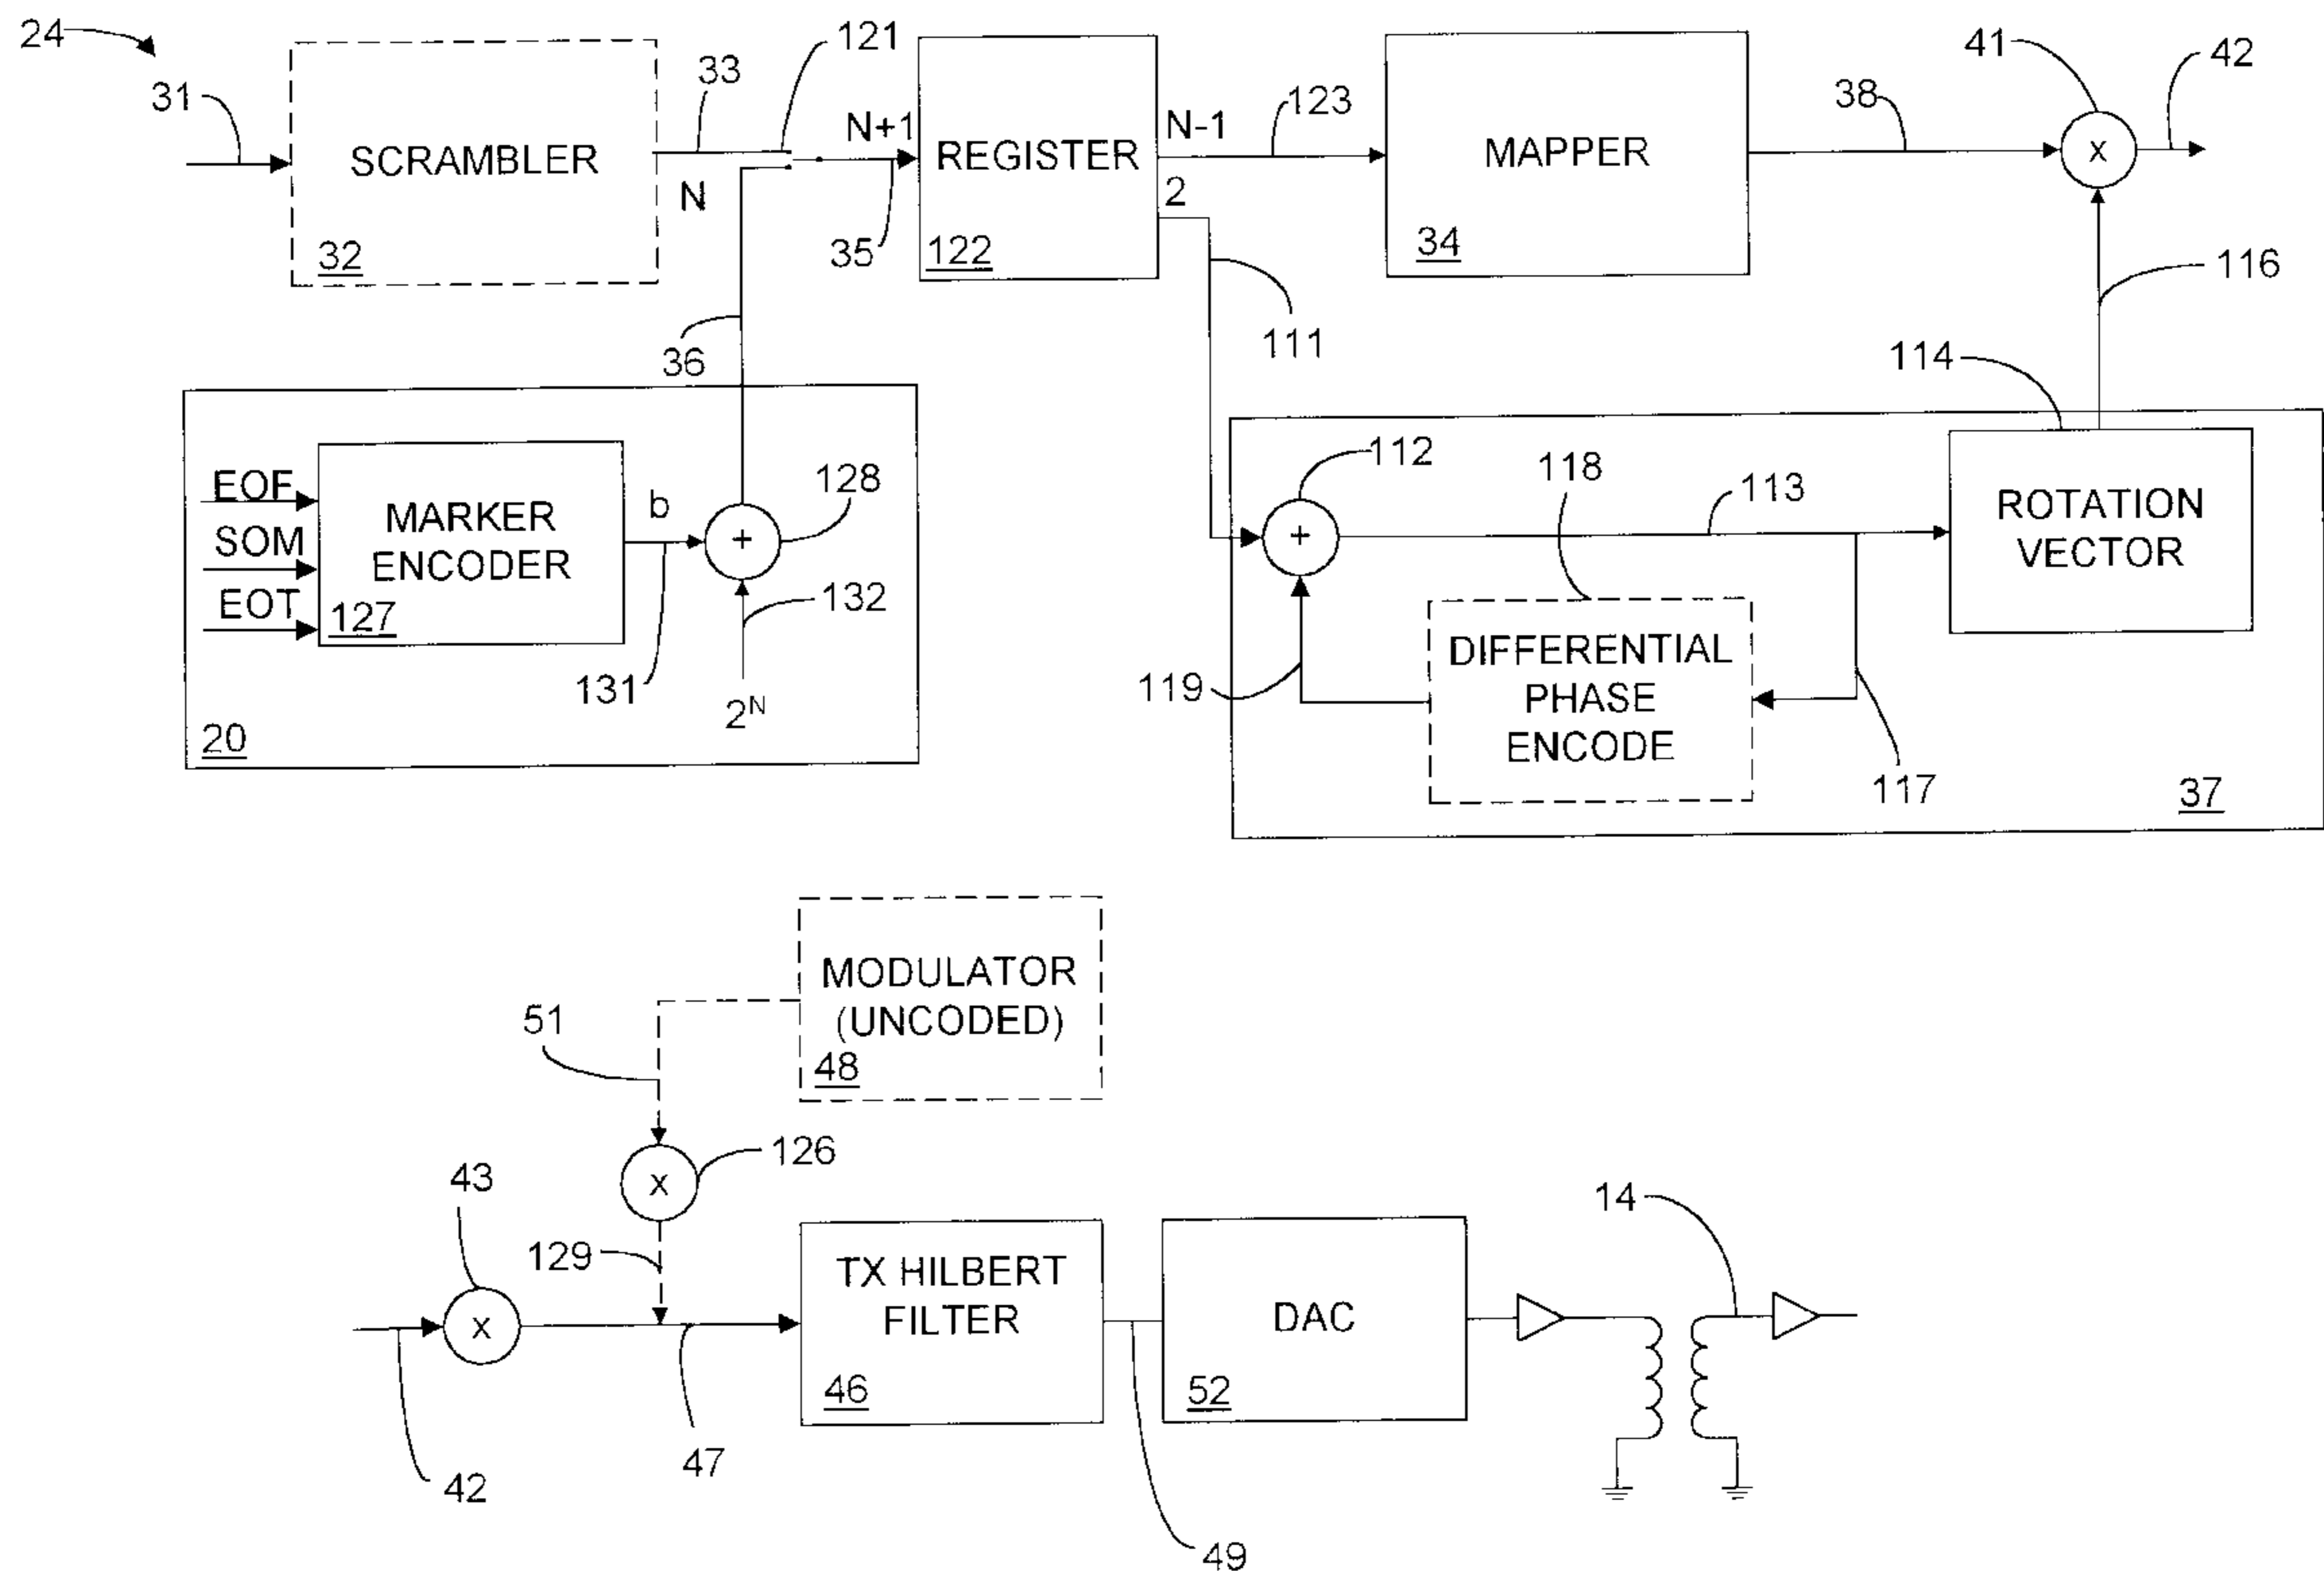 24
31
SCRAMBLER
32
33
121
N
N+1
35
36
REGISTER
122
N-1
123
2
111
MAPPER
34
38
41
x
42
116
114
EOF
SOM
EOT
MARKER
ENCODER
127
b
131
+
128
132
2^N
20
112
+
118
113
119
DIFFERENTIAL
PHASE
ENCODE
117
ROTATION
VECTOR
37
MODULATOR
(UNCODED)
48
51
x
126
129
43
x
42
47
TX HILBERT
FILTER
46
49
DAC
52
14